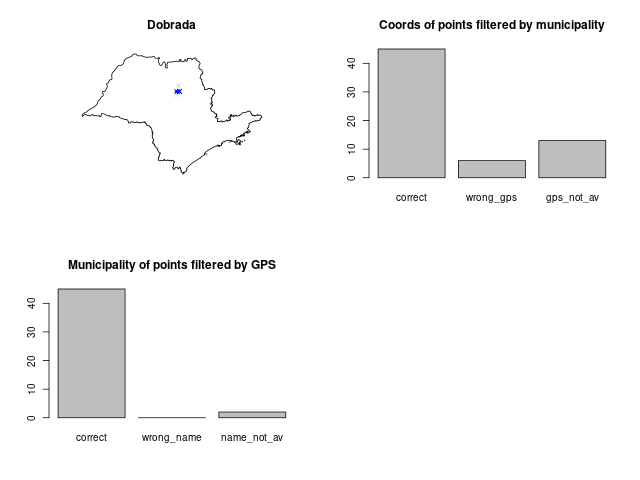 Dobrada
Coords of points filtered by municipality
40
30
20
10
0
correct wrong_gps gps_not_av
Municipality of points filtered by GPS
40
30
20
10
0
correct wrong_name name_not_av